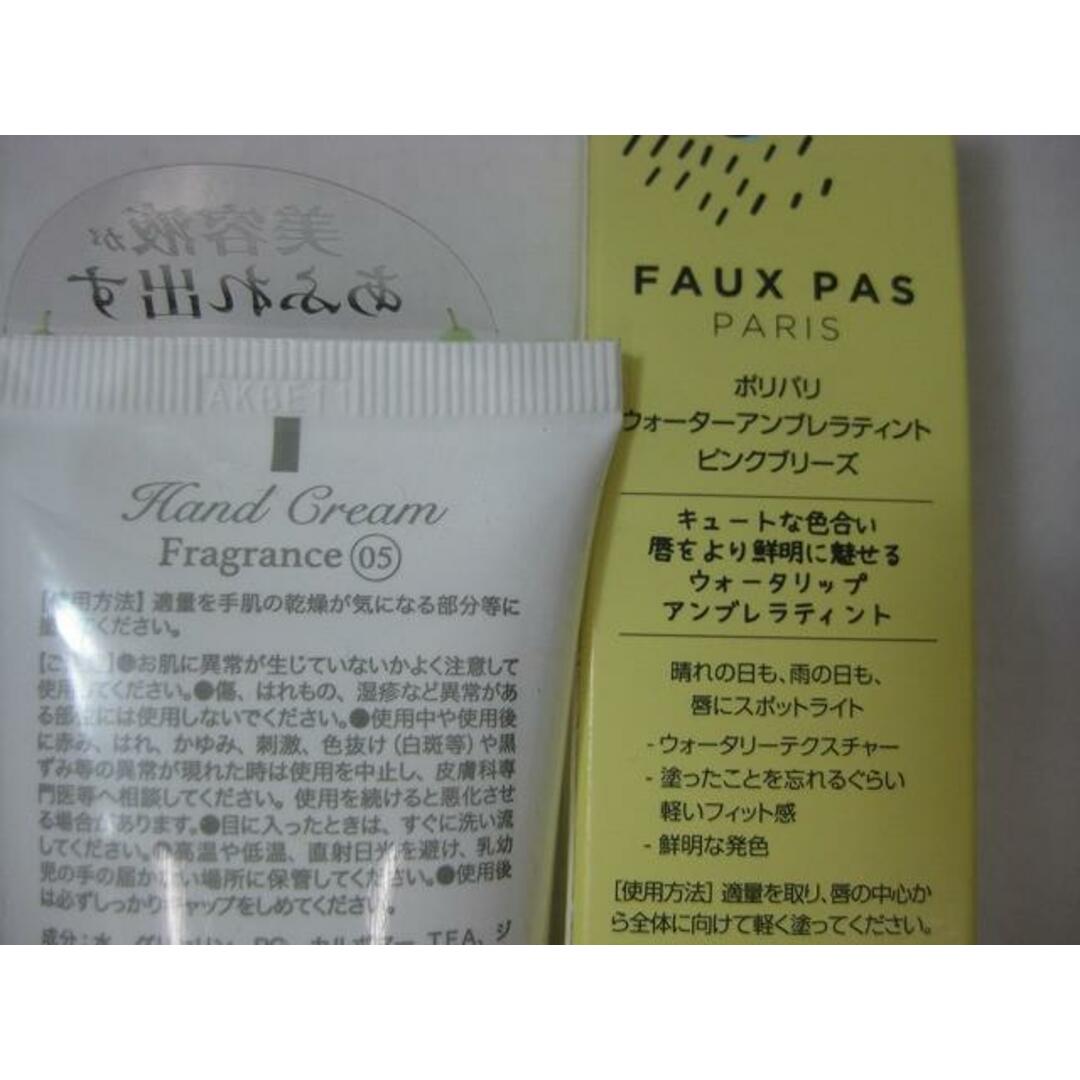 美容液が
あふれ出す
AKBE
Hand Cream
Fragrance 05
【使用方法】適量を手肌の乾燥が気になる部分等に
ください。
●お肌に異常が生じていないかよく注意して
使用してください。●傷、はれもの、湿疹など異常があ
る部位には使用しないでください。●使用中や使用後
に赤み、はれ、かゆみ、刺激、色抜け(白斑等)や黒
ずみ等の異常が現れた時は使用を中止し、皮膚科専
門医等へ相談してください。使用を続けると悪化させ
る場合があります。●目に入ったときは、すぐに洗い流
してください。●高温や低温、直射日光を避け、乳幼
児の手の届かない場所に保管してください。●使用後
は必ずしっかりキャップをしめてください。
成分:水、グリセリン、PG、カルボマー、TEA、ジ
FAUX PAS
PARIS
ポリパリ
ウォーターアンブレラティント
ピンクブリーズ
キュートな色合い
唇をより鮮明に魅せる
ウォータリップ
アンブレラティント
晴れの日も、雨の日も、
唇にスポットライト
- ウォータリーテクスチャー
- 塗ったことを忘れるぐらい
軽いフィット感
- 鮮明な発色
[使用方法] 適量を取り、唇の中心か
ら全体に向けて軽く塗ってください。